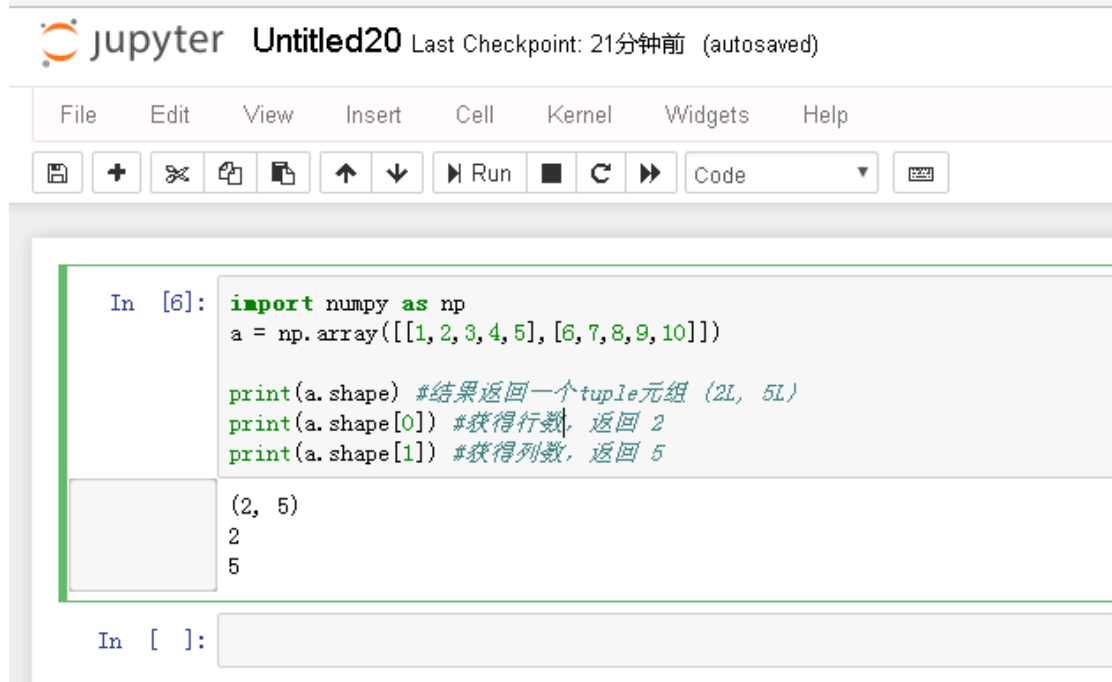 jupyter Untitled20 Last Checkpoint: 21分钟前 (autosaved)
File Edit View Insert Cell Kernel Widgets Help
Run Code
In [6]: import numpy as np
a = np.array([[1,2,3,4,5],[6,7,8,9,10]])
print(a.shape) #结果返回一个tuple元组 (2L, 5L)
print(a.shape[0]) #获得行数，返回 2
print(a.shape[1]) #获得列数，返回 5
(2, 5)
2
5
In [ ]: